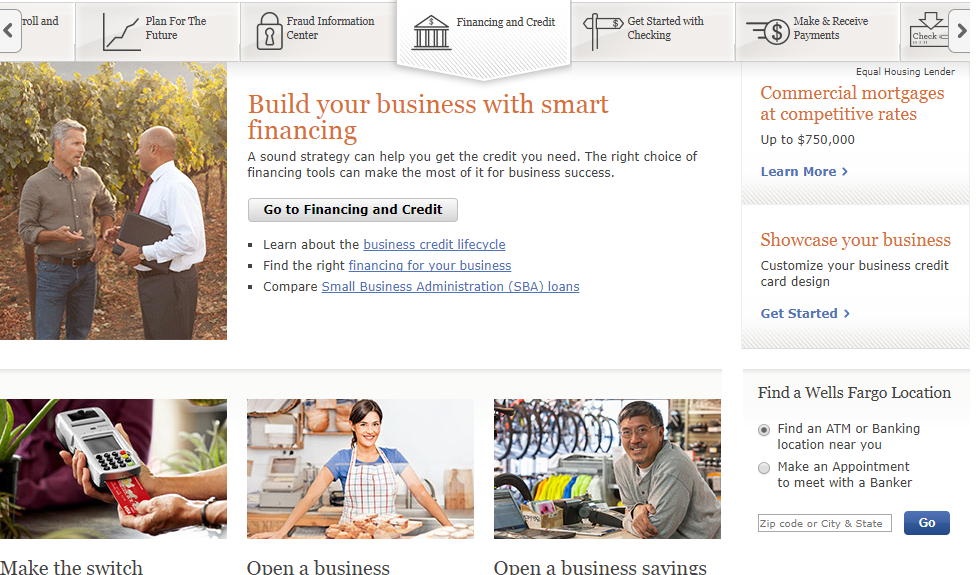 roll and
Plan For The
Future
Fraud Information
Center
Financing and Credit
Get Started with
Checking
Make & Receive
Payments
Check
Build your business with smart
financing
A sound strategy can help you get the credit you need. The right choice of
financing tools can make the most of it for business success.
Go to Financing and Credit
Learn about the business credit lifecycle
Find the right financing for your business
Compare Small Business Administration (SBA) loans
Equal Housing Lender
Commercial mortgages
at competitive rates
Up to $750,000
Learn More
Showcase your business
Customize your business credit
card design
Get Started
Make the switch
Open a business
Open a business savings
Find a Wells Fargo Location
Find an ATM or Banking
location near you
Make an Appointment
to meet with a Banker
Zip code or City & State
Go